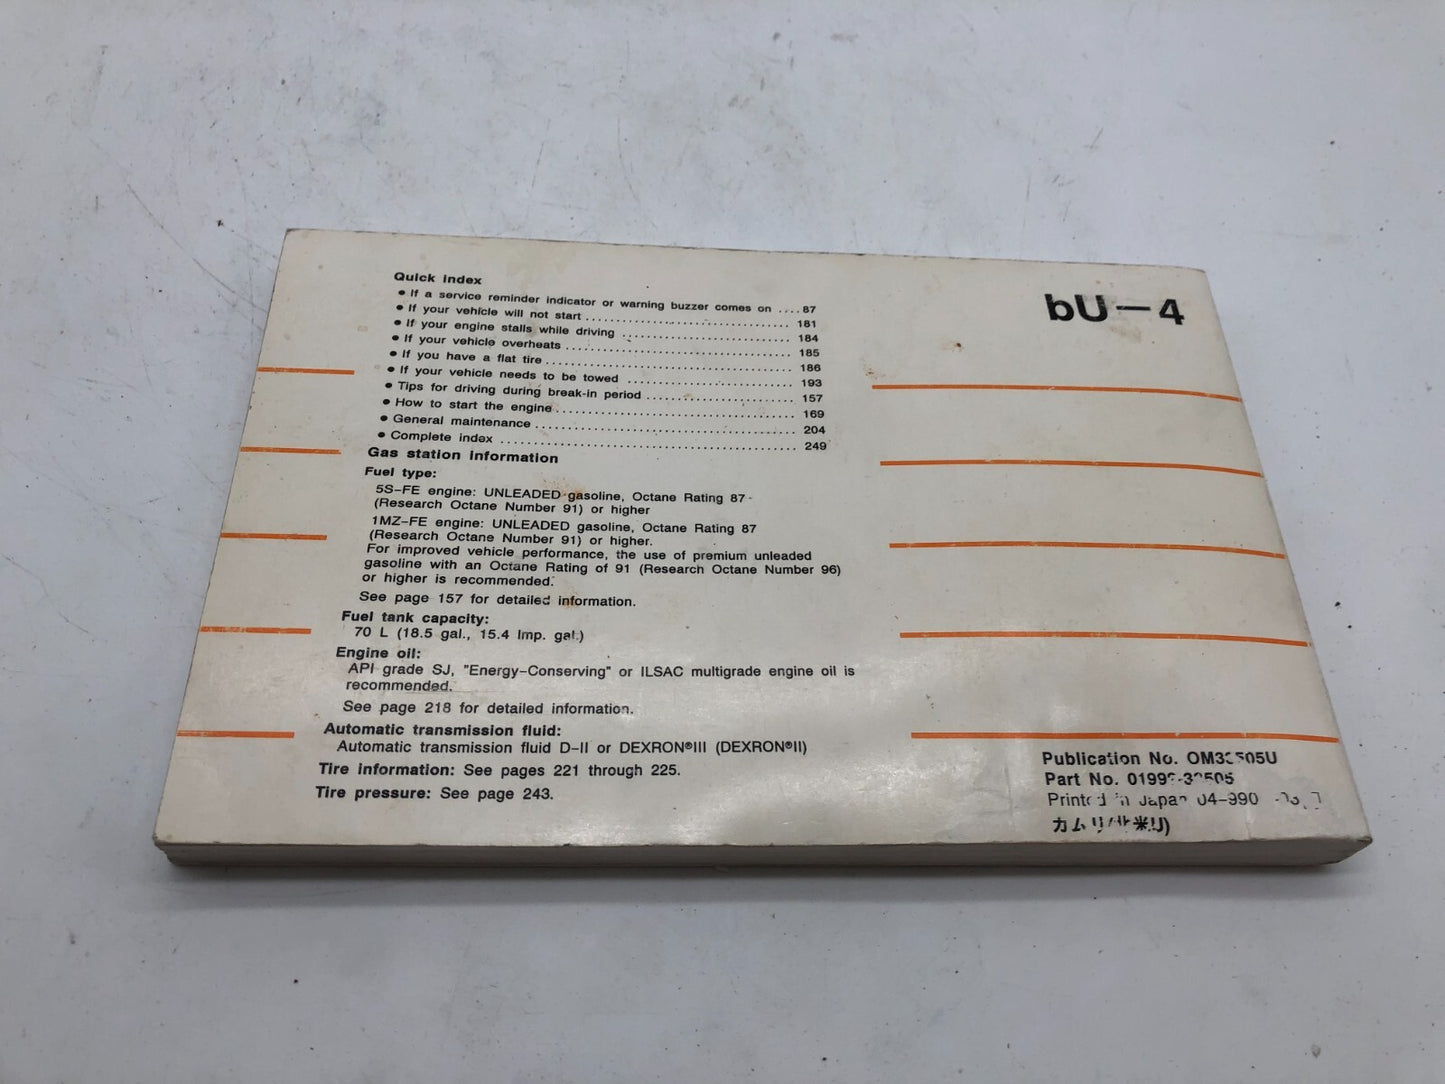 Quick index
• If a service reminder indicator or warning buzzer comes on .... 87
• If your vehicle will not start .............................. 181
• If your engine stalls while driving ......................... 184
• If your vehicle overheats ................................... 185
• If you have a flat tire ..................................... 186
• If your vehicle needs to be towed ........................... 193
• Tips for driving during break-in period ..................... 157
• How to start the engine ..................................... 169
• General maintenance ......................................... 204
• Complete index .............................................. 249
Gas station information
Fuel type:
5S-FE engine: UNLEADED gasoline, Octane Rating 87
(Research Octane Number 91) or higher
1MZ-FE engine: UNLEADED gasoline, Octane Rating 87
(Research Octane Number 91) or higher.
For improved vehicle performance, the use of premium unleaded
gasoline with an Octane Rating of 91 (Research Octane Number 96)
or higher is recommended.
See page 157 for detailed information.
Fuel tank capacity:
70 L (18.5 gal., 15.4 Imp. gal.)
Engine oil:
API grade SJ, "Energy-Conserving" or ILSAC multigrade engine oil is
recommended.
See page 218 for detailed information.
Automatic transmission fluid:
Automatic transmission fluid D-II or DEXRON®III (DEXRON®II)
Tire information: See pages 221 through 225.
Tire pressure: See page 243.
bU-4
Publication No.
Part No.
Printed in Japan